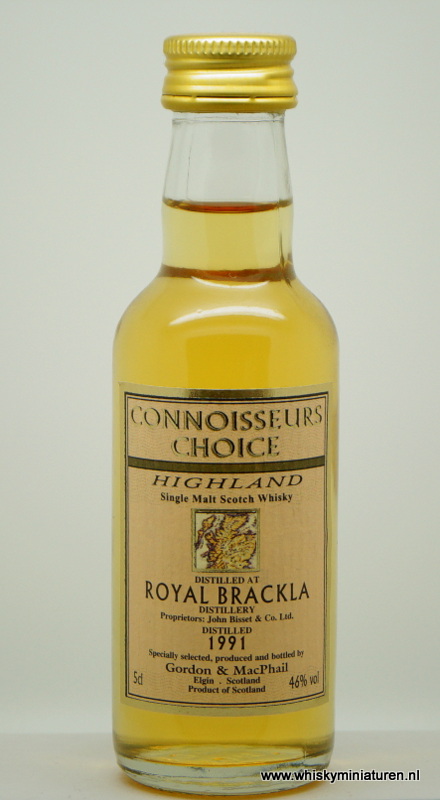 CONNOISSEURS
CHOICE
HIGHLAND
Single Malt Scotch Whisky
DISTILLED AT
ROYAL BRACKLA
DISTILLERY
Proprietors: John Bisset & Co. Ltd.
DISTILLED
1991
Specially selected, produced and bottled by
Gordon & MacPhail
Elgin . Scotland
5cl Product of Scotland 46% vol
www.whiskyminiaturen.nl